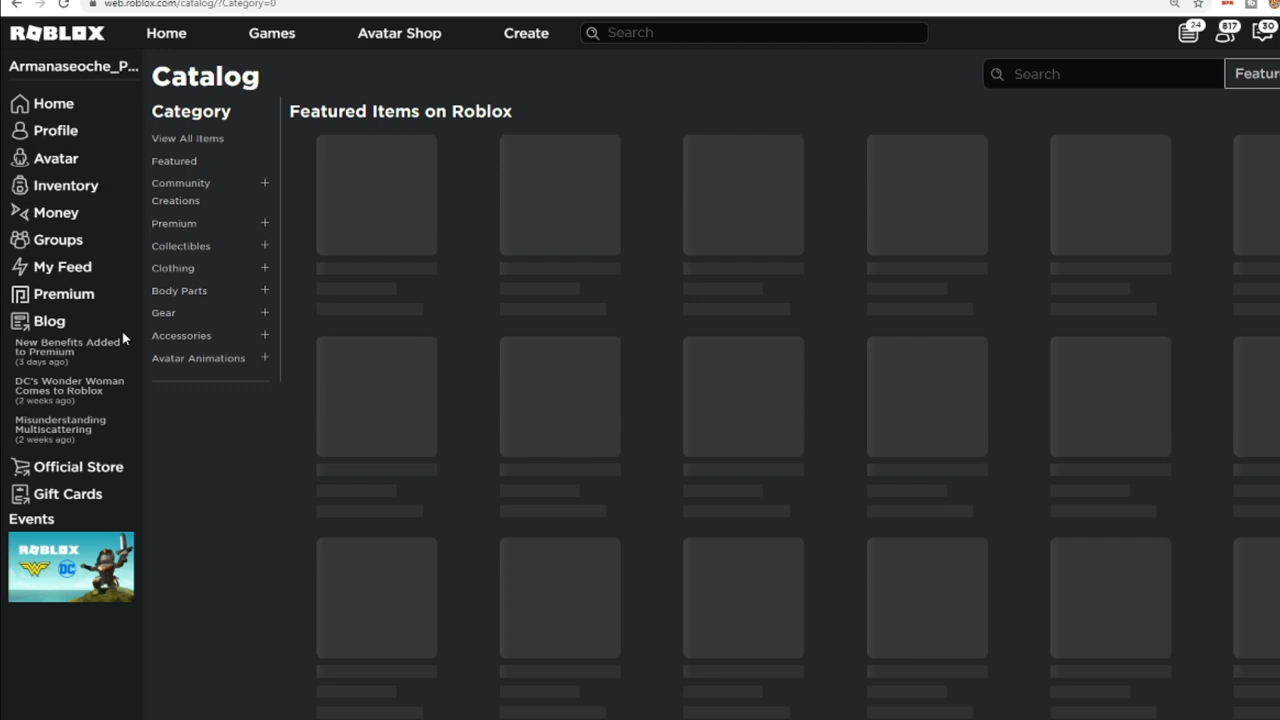 web.roblox.com/catalog/?Category=0
ROBLOX
Home
Games
Avatar Shop
Create
Search
24
817
30
Armanaseoche_P...
Home
Profile
Avatar
Inventory
Money
Groups
My Feed
Premium
Blog
New Benefits Added
to Premium
(3 days ago)
DC's Wonder Woman
Comes to Roblox
(2 weeks ago)
Misunderstanding
Multiscattering
(2 weeks ago)
Official Store
Gift Cards
Events
ROBLOX
DC
Catalog
Search
Featur
Category
View All Items
Featured
Community
Creations
Premium
Collectibles
Clothing
Body Parts
Gear
Accessories
Avatar Animations
Featured Items on Roblox